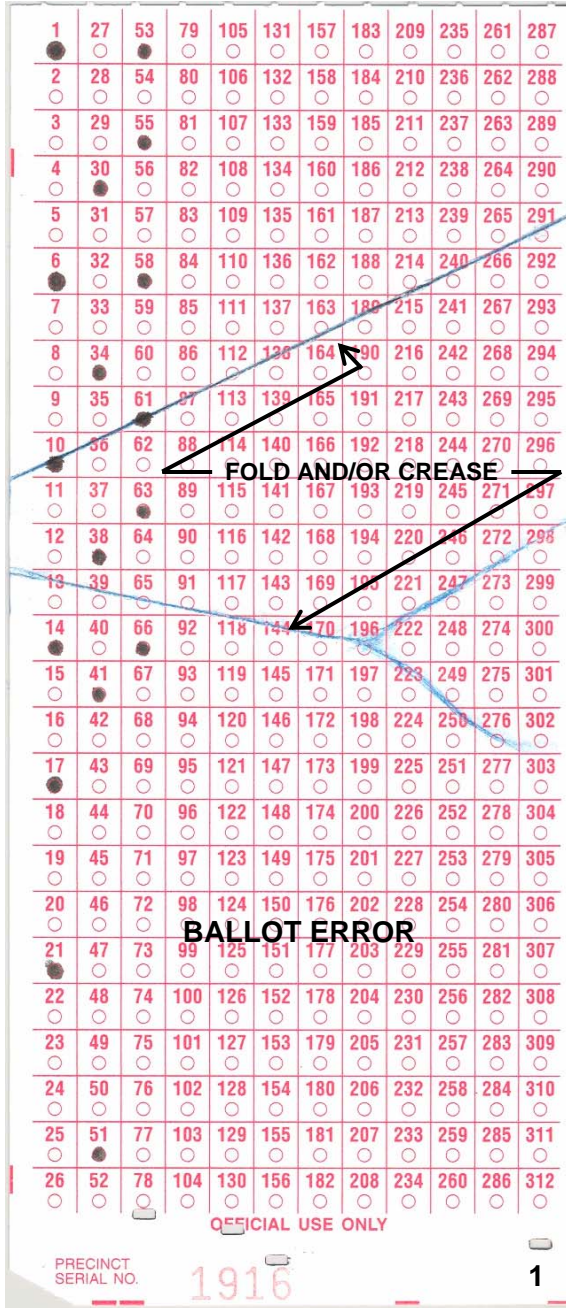 1 27 53 79 105 131 157 183 209 235 261 287
2 28 54 80 106 132 158 184 210 236 262 288
3 29 55 81 107 133 159 185 211 237 263 289
4 30 56 82 108 134 160 186 212 238 264 290
5 31 57 83 109 135 161 187 213 239 265 291
6 32 58 84 110 136 162 188 214 240 266 292
7 33 59 85 111 137 163 189 215 241 267 293
8 34 60 86 112 138 164 190 216 242 268 294
9 35 61 87 113 139 165 191 217 243 269 295
10 36 62 88 114 140 166 192 218 244 270 296
FOLD AND/OR CREASE
11 37 63 89 115 141 167 193 219 245 271 297
12 38 64 90 116 142 168 194 220 246 272 298
13 39 65 91 117 143 169 195 221 247 273 299
14 40 66 92 118 144 170 196 222 248 274 300
15 41 67 93 119 145 171 197 223 249 275 301
16 42 68 94 120 146 172 198 224 250 276 302
17 43 69 95 121 147 173 199 225 251 277 303
18 44 70 96 122 148 174 200 226 252 278 304
19 45 71 97 123 149 175 201 227 253 279 305
20 46 72 98 124 150 176 202 228 254 280 306
BALLOT ERROR
21 47 73 99 125 151 177 203 229 255 281 307
22 48 74 100 126 152 178 204 230 256 282 308
23 49 75 101 127 153 179 205 231 257 283 309
24 50 76 102 128 154 180 206 232 258 284 310
25 51 77 103 129 155 181 207 233 259 285 311
26 52 78 104 130 156 182 208 234 260 286 312
OFFICIAL USE ONLY
PRECINCT
SERIAL NO. 1916 1